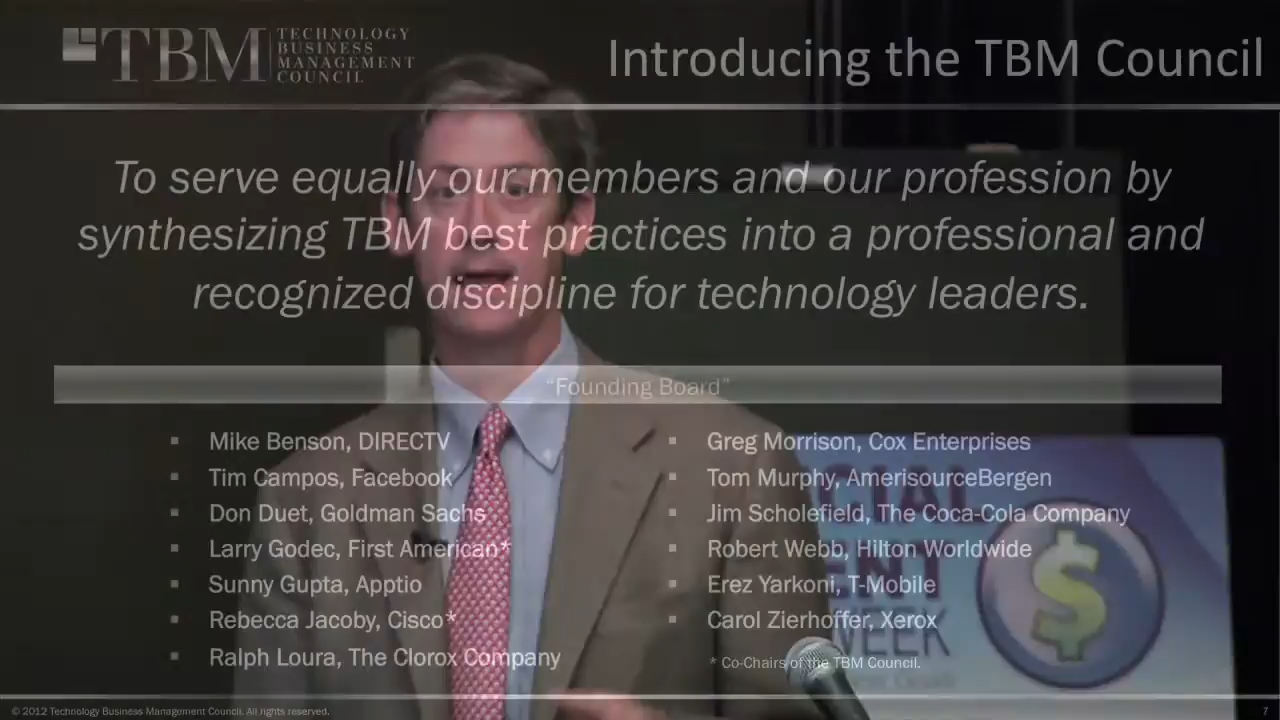 TBM TECHNOLOGY
BUSINESS
MANAGEMENT
COUNCIL
Introducing the TBM Council
To serve equally our members and our profession by
synthesizing TBM best practices into a professional and
recognized discipline for technology leaders.
“Founding Board”
▪ Mike Benson, DIRECTV
▪ Tim Campos, Facebook
▪ Don Duet, Goldman Sachs
▪ Larry Godec, First American*
▪ Sunny Gupta, Apptio
▪ Rebecca Jacoby, Cisco*
▪ Ralph Loura, The Clorox Company
▪ Greg Morrison, Cox Enterprises
▪ Tom Murphy, AmerisourceBergen
▪ Jim Scholefield, The Coca-Cola Company
▪ Robert Webb, Hilton Worldwide
▪ Erez Yarkoni, T-Mobile
▪ Carol Zierhoffer, Xerox
* Co-Chairs of the TBM Council.
CIAL
ENT
WEEK
$
© 2012 Technology Business Management Council. All rights reserved.
7